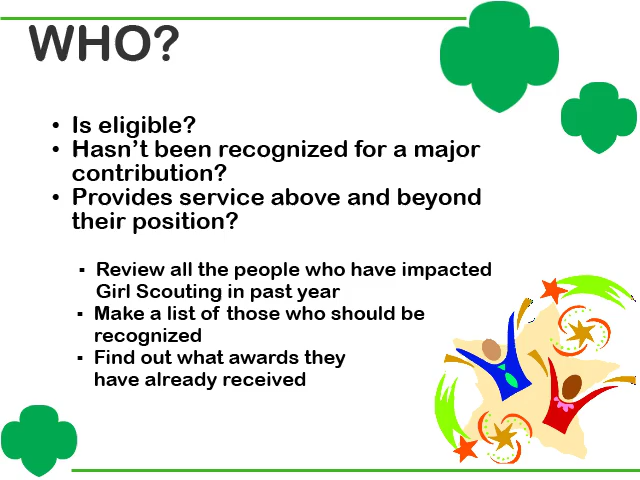 WHO?
• Is eligible?
• Hasn't been recognized for a major
contribution?
• Provides service above and beyond
their position?
▪ Review all the people who have impacted
Girl Scouting in past year
▪ Make a list of those who should be
recognized
▪ Find out what awards they
have already received